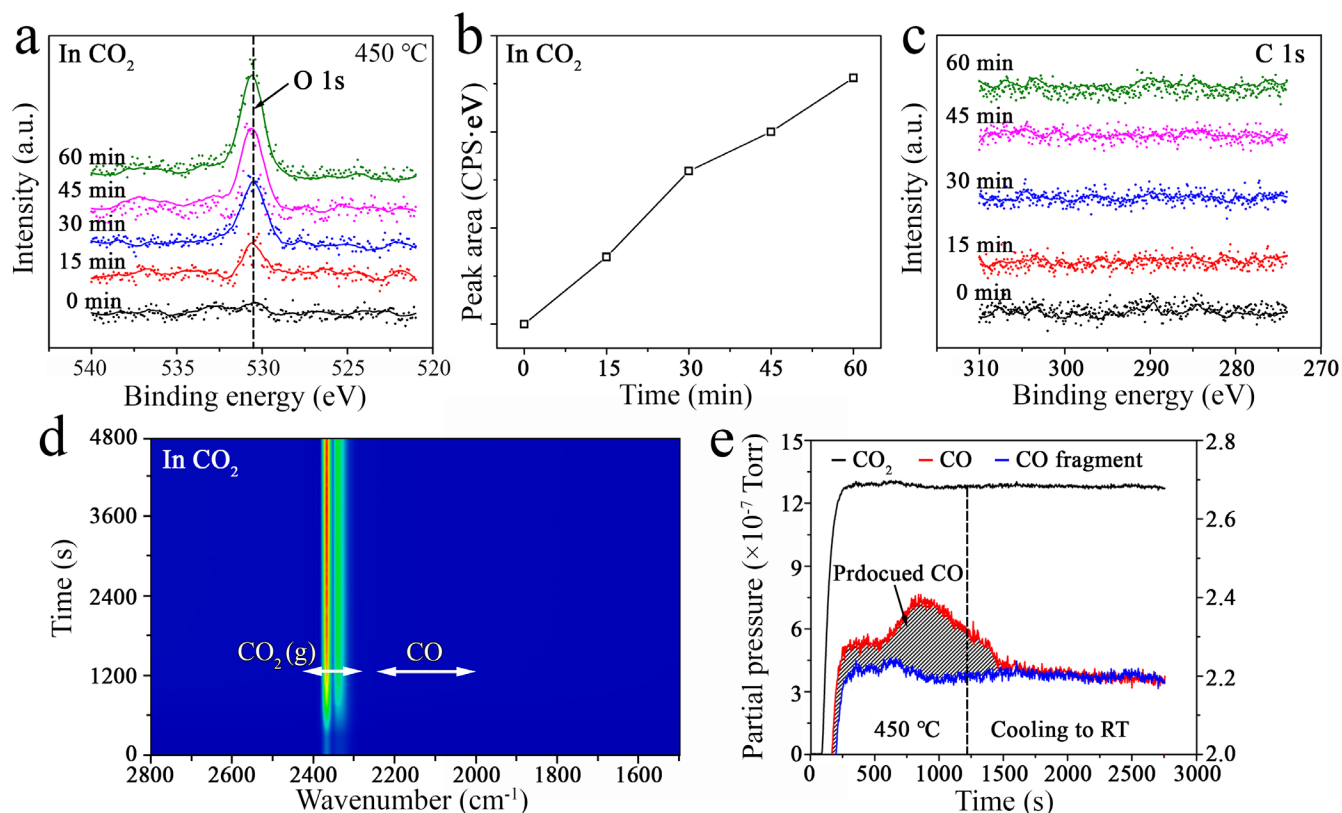 a
In CO2
450 °C
O 1s
60 min
45 min
30 min
15 min
0 min
540 535 530 525 520
Binding energy (eV)
Intensity (a.u.)
b
In CO2
0 15 30 45 60
Time (min)
Peak area (CPS·eV)
c
C 1s
60 min
45 min
30 min
15 min
0 min
310 300 290 280 270
Binding energy (eV)
Intensity (a.u.)
d
In CO2
4800
3600
2400
1200
0
Time (s)
CO2 (g)
CO
2800 2600 2400 2200 2000 1800 1600
Wavenumber (cm-1)
e
CO2 CO CO fragment
15
12
9
6
3
0
Partial pressure (×10-7 Torr)
2.8
2.6
2.4
2.2
2.0
Prdocued CO
450 °C
Cooling to RT
0 500 1000 1500 2000 2500 3000
Time (s)